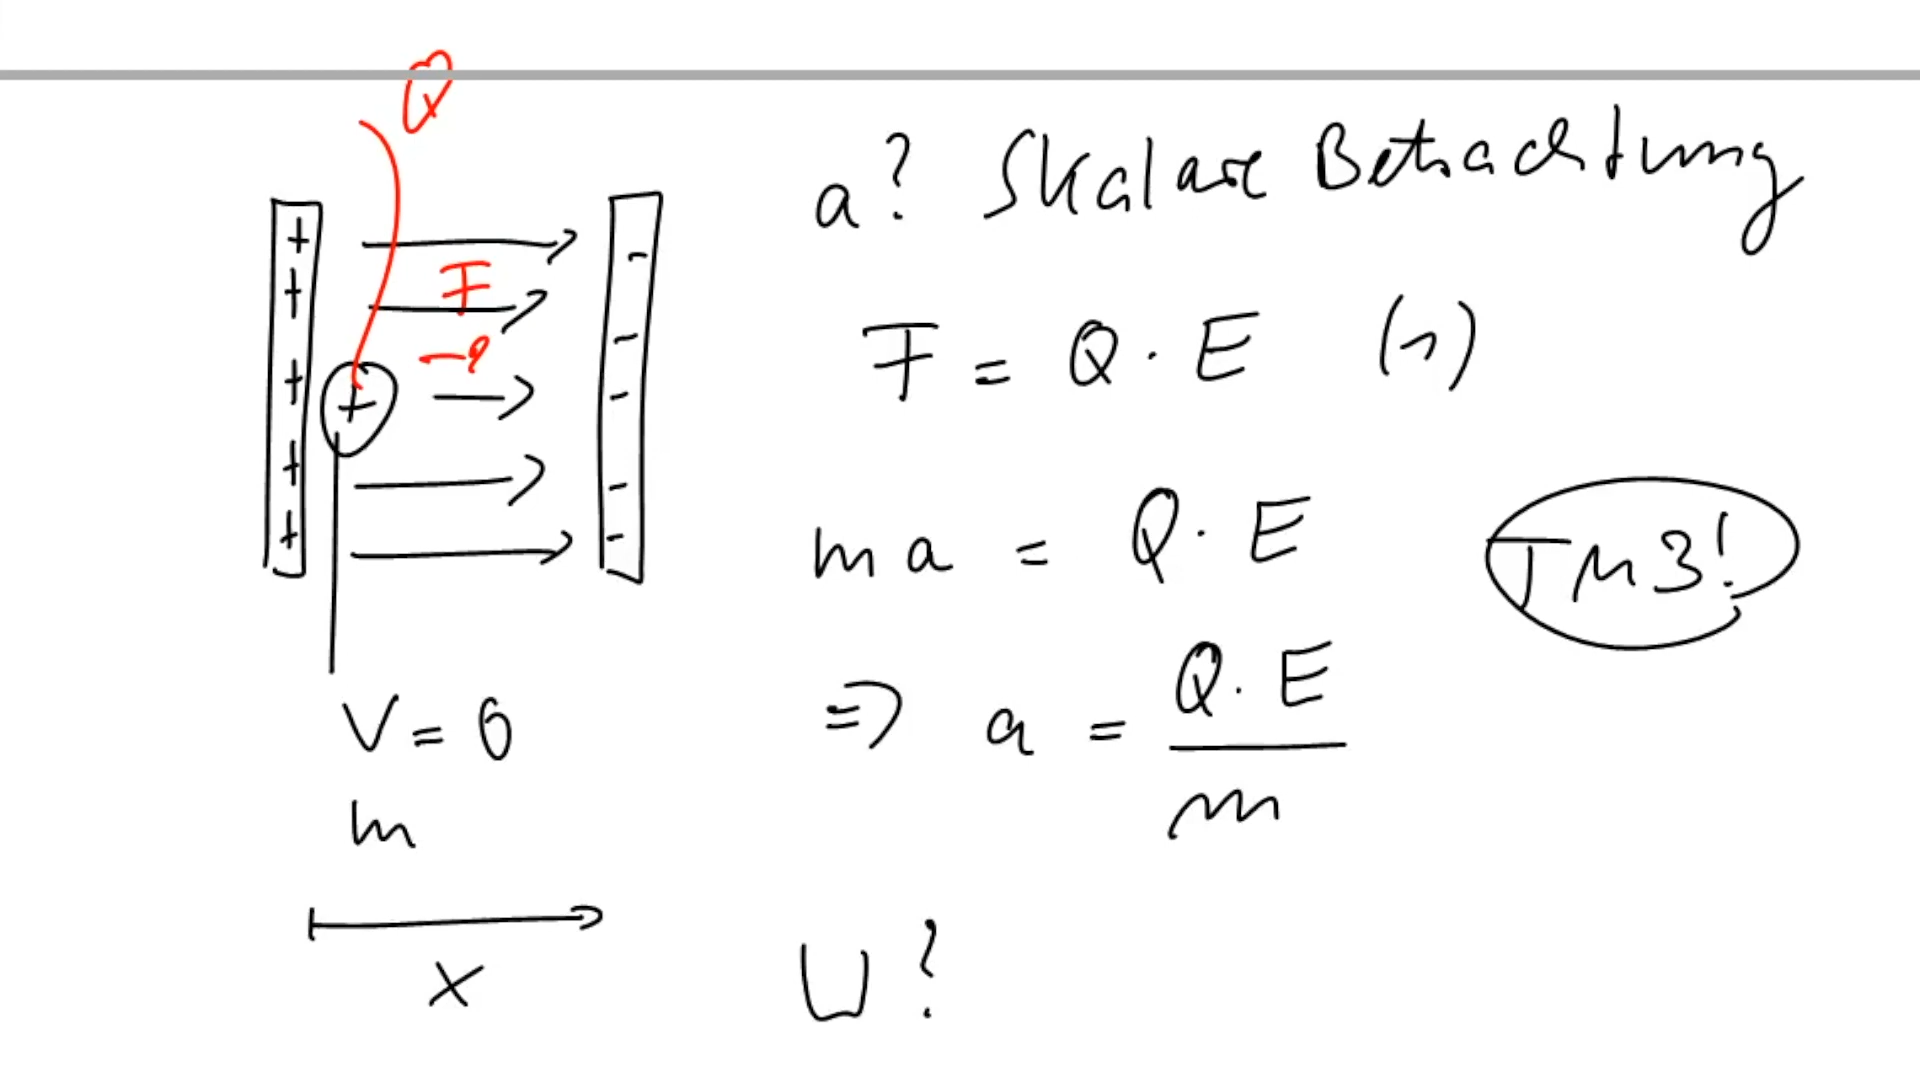 Q
a? Skalare Betrachtung
+ -
+ F
F = Q · E (1)
-
+ + →a -
+ -
m a = Q · E TM3!
+ -
V = 0
⇒ a = Q · E / m
m
x
W?